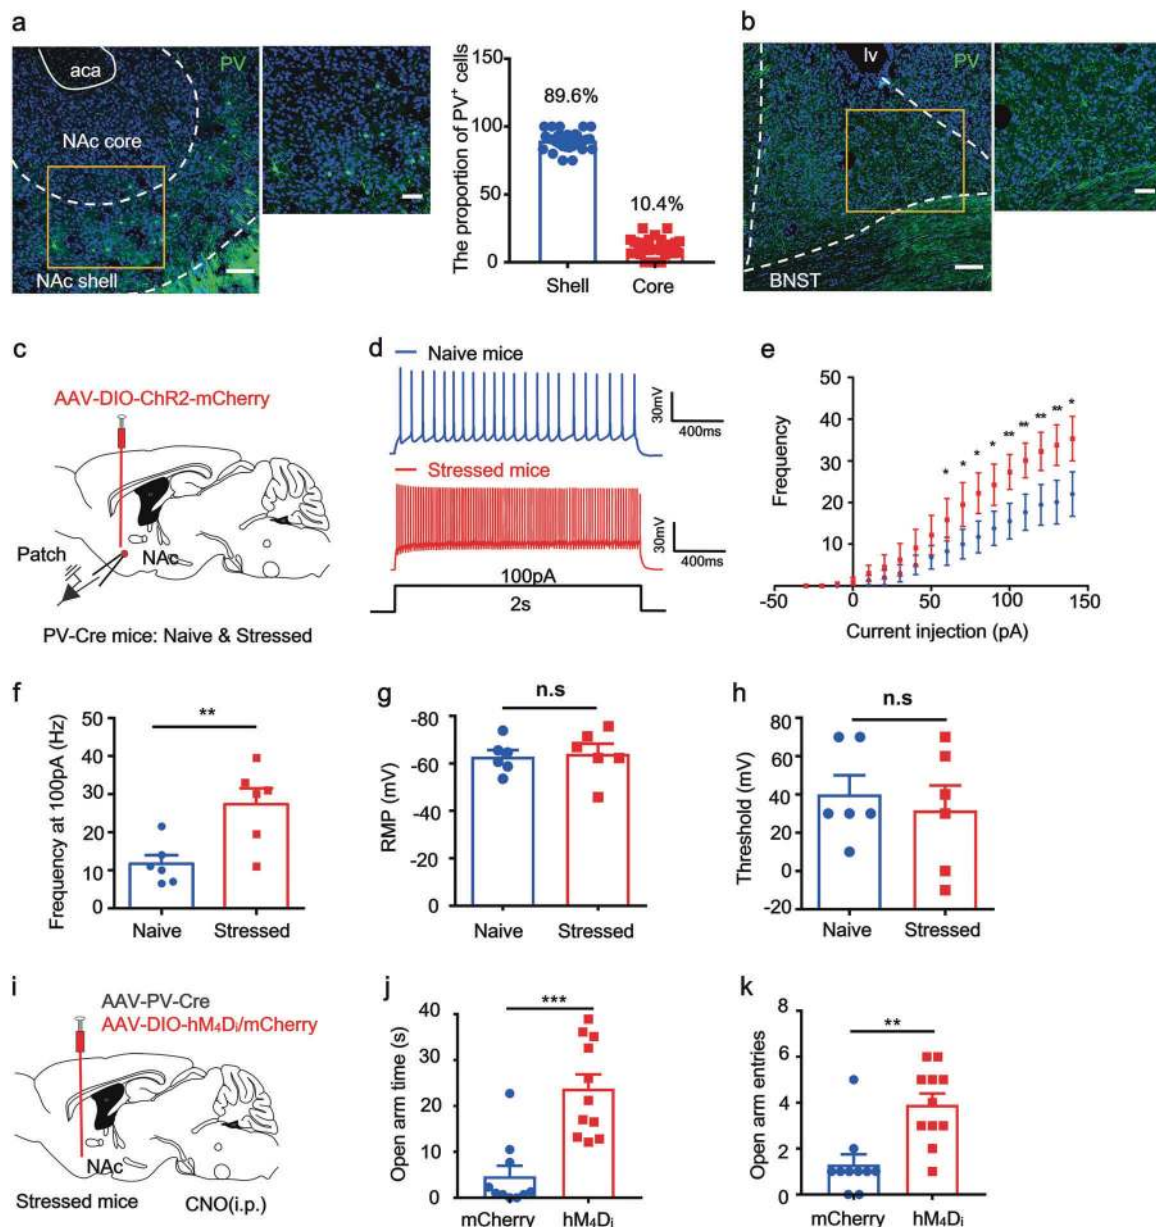 a
aca
PV
NAc core
NAc shell
The proportion of PV+ cells
150
100
50
0
89.6%
10.4%
Shell
Core
b
lv
PV
BNST
c
AAV-DIO-ChR2-mCherry
Patch
NAc
PV-Cre mice: Naive & Stressed
d
Naive mice
30mV
400ms
Stressed mice
30mV
400ms
100pA
2s
e
Frequency
50
40
30
20
10
-50
0
50
100
150
* * * * ** ** ** ** *
Current injection (pA)
f
**
Frequency at 100pA (Hz)
50
40
30
20
10
0
Naive
Stressed
g
n.s
RMP (mV)
-80
-60
-40
-20
0
Naive
Stressed
h
n.s
Threshold (mV)
80
60
40
20
0
-20
Naive
Stressed
i
AAV-PV-Cre
AAV-DIO-hM4Di/mCherry
NAc
Stressed mice
CNO(i.p.)
j
***
Open arm time (s)
40
30
20
10
0
mCherry
hM4Di
k
**
Open arm entries
8
6
4
2
0
mCherry
hM4Di